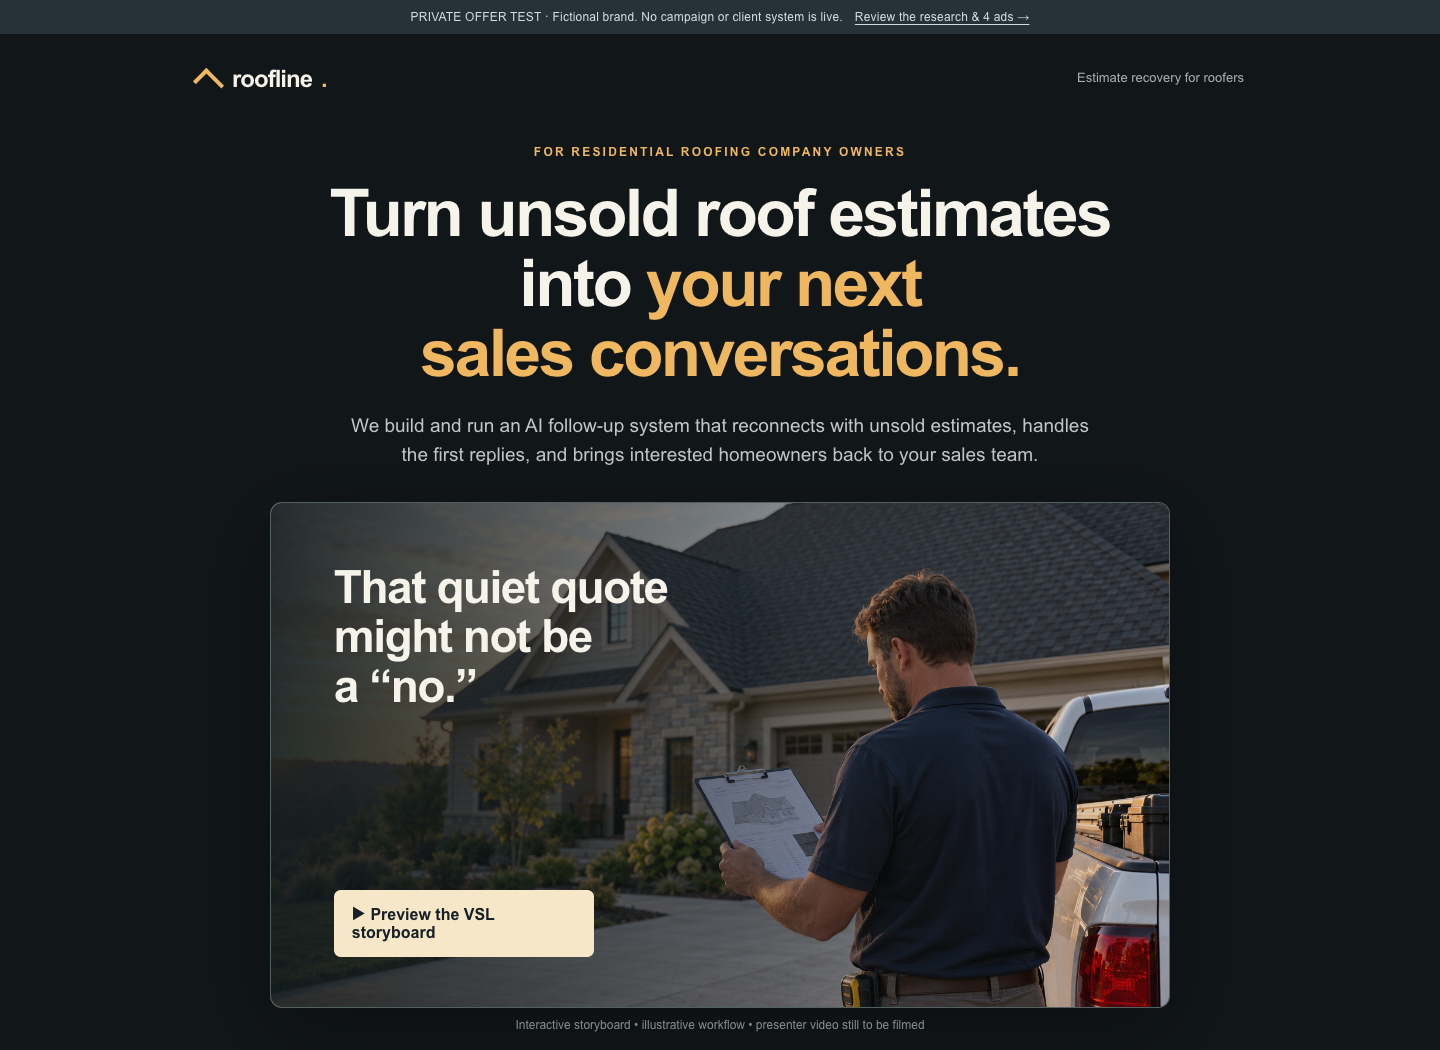 PRIVATE OFFER TEST · Fictional brand. No campaign or client system is live. Review the research & 4 ads →
roofline.
Estimate recovery for roofers
FOR RESIDENTIAL ROOFING COMPANY OWNERS
Turn unsold roof estimates
into your next
sales conversations.
We build and run an AI follow-up system that reconnects with unsold estimates, handles
the first replies, and brings interested homeowners back to your sales team.
That quiet quote
might not be
a “no.”
▶ Preview the VSL
storyboard
Interactive storyboard • illustrative workflow • presenter video still to be filmed